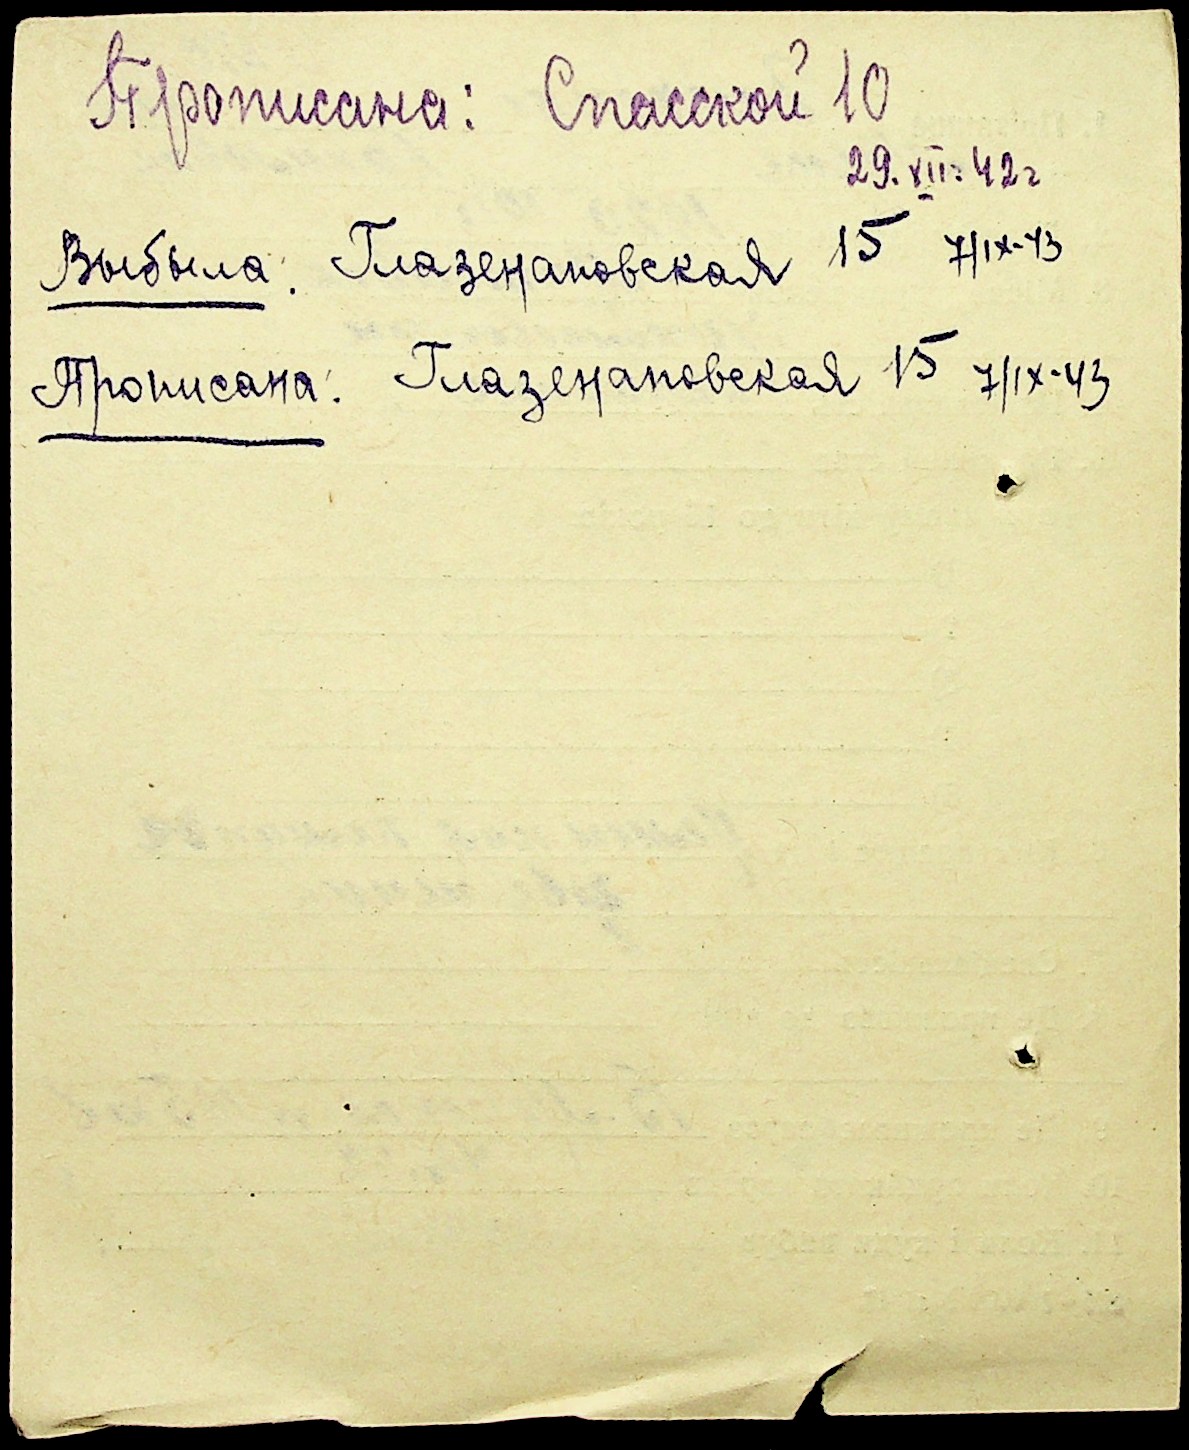 Прописана: Спасской 10
29.XII.42г
Выбыла: Глазенаповская 15 7/IX-43
Прописана: Глазенаповская 15 7/IX-43